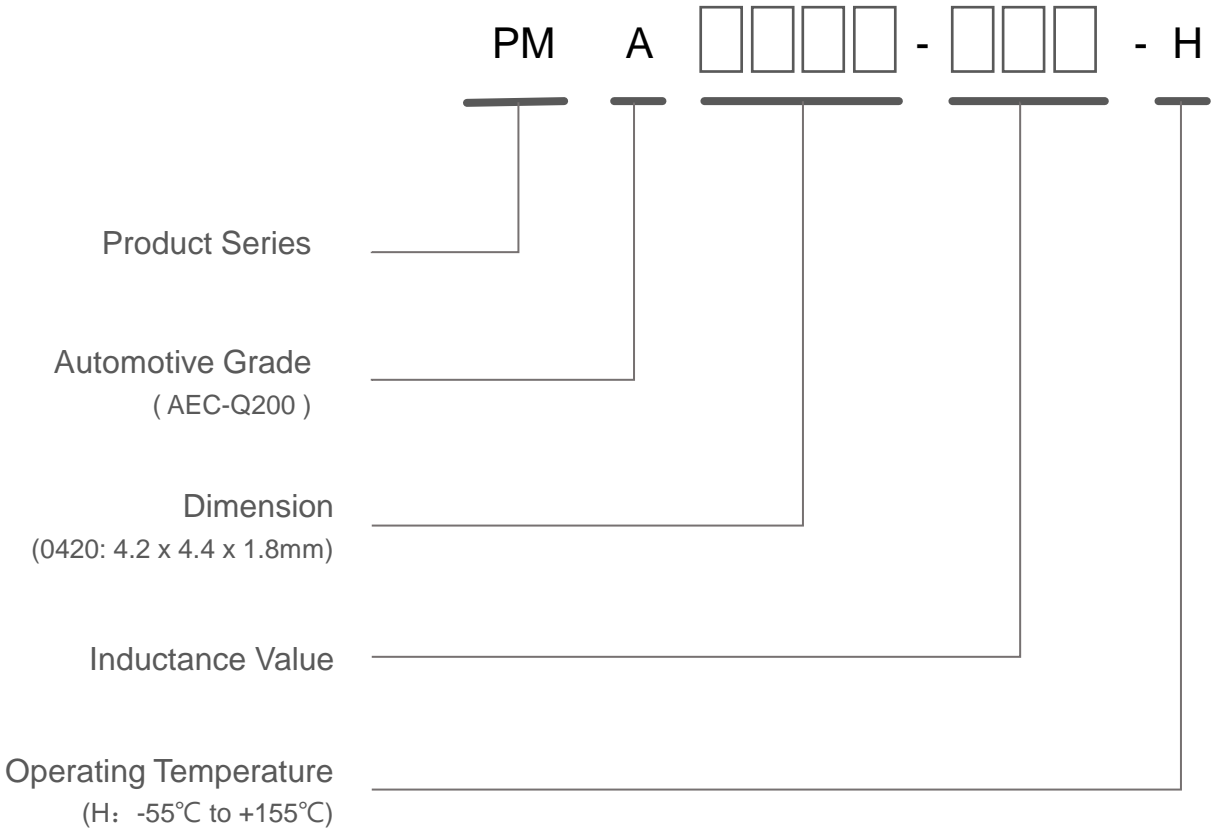 PM A □□□□ - □□□ - H
Product Series
Automotive Grade
( AEC-Q200 )
Dimension
(0420: 4.2 x 4.4 x 1.8mm)
Inductance Value
Operating Temperature
(H：-55℃ to +155℃)